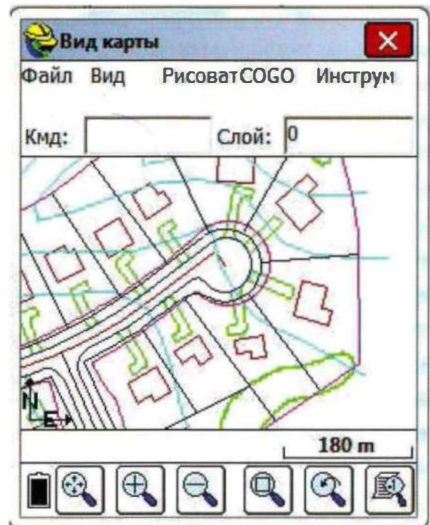 Вид карты
Файл Вид РисоватCOGO Инструм
Кмд: Слой: 0
N
E
180 m